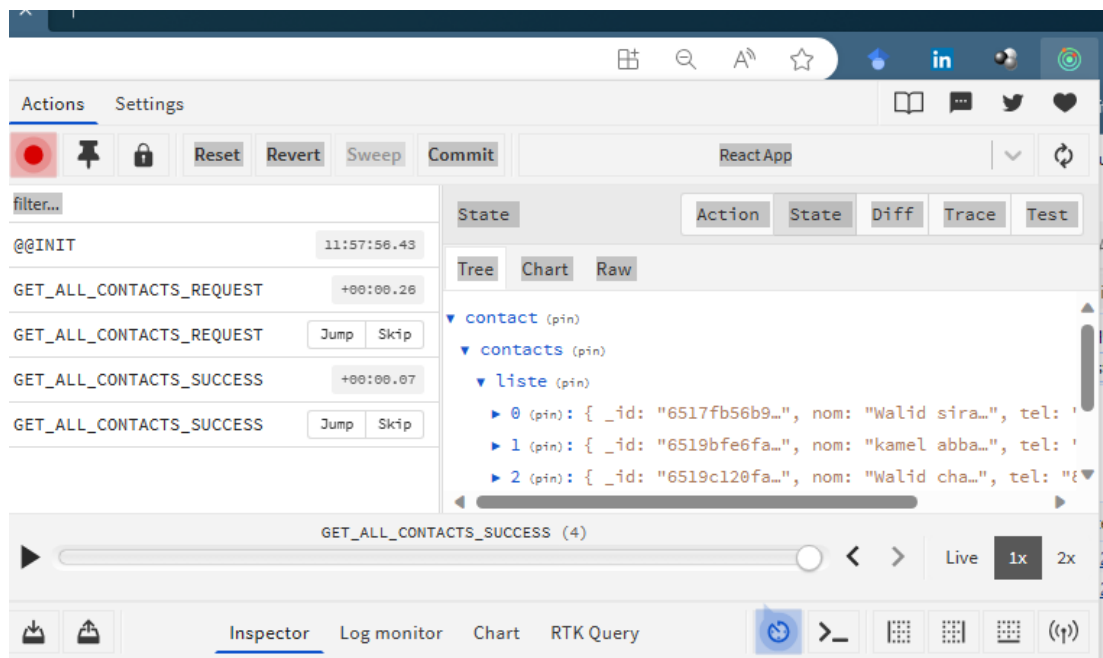 in
Actions Settings
Reset Revert Sweep Commit React App
filter...
State Action State Diff Trace Test
@@INIT 11:57:56.43
Tree Chart Raw
GET_ALL_CONTACTS_REQUEST +00:00.26
contact (pin)
GET_ALL_CONTACTS_REQUEST Jump Skip
contacts (pin)
GET_ALL_CONTACTS_SUCCESS +00:00.07
liste (pin)
0 (pin): { _id: "6517fb56b9…", nom: "Walid sira…", tel: "
GET_ALL_CONTACTS_SUCCESS Jump Skip
1 (pin): { _id: "6519bfe6fa…", nom: "kamel abba…", tel: "
2 (pin): { _id: "6519c120fa…", nom: "Walid cha…", tel: "8
GET_ALL_CONTACTS_SUCCESS (4)
Live 1x 2x
Inspector Log monitor Chart RTK Query